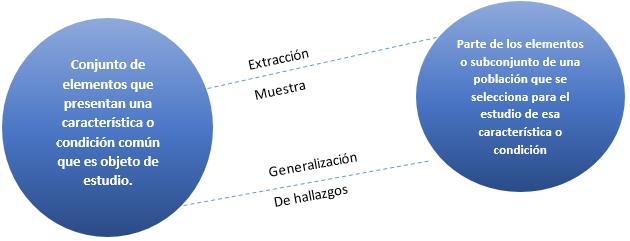 Conjunto de
elementos que
presentan una
característica o
condición común
que es objeto de
estudio.
Extracción
Muestra
Generalización
De hallazgos
Parte de los elementos
o subconjunto de una
población que se
selecciona para el
estudio de esa
característica o
condición